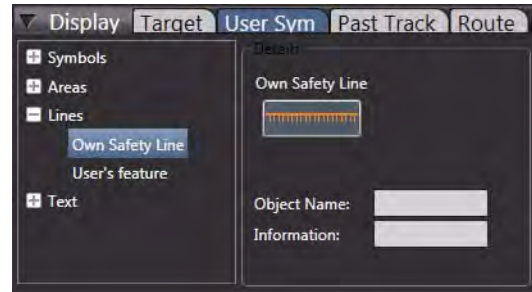 Display Target User Sym Past Track Route
Symbols
Areas
Lines
Own Safety Line
User's feature
Text
Details
Own Safety Line
Object Name:
Information: